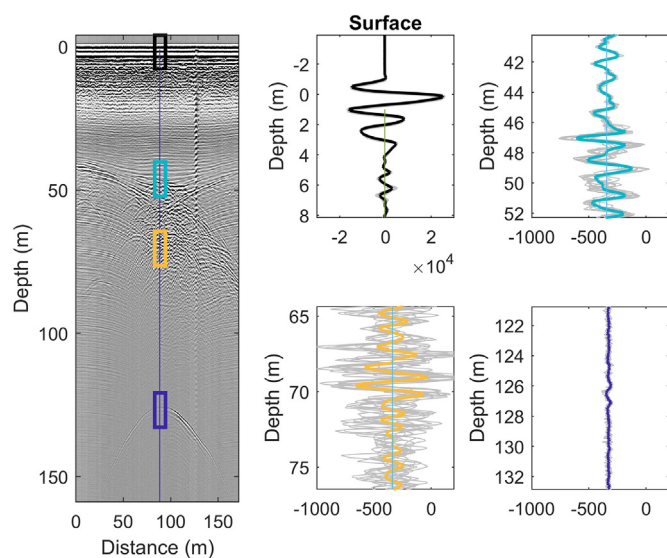 0
50
100
150
Depth (m)
0 50 100 150
Distance (m)
Surface
-2
0
2
4
6
8
Depth (m)
-2 0 2
× 10^4
42
44
46
48
50
52
Depth (m)
-1000 -500 0
65
70
75
Depth (m)
-1000 -500 0
122
124
126
128
130
132
Depth (m)
-1000 -500 0